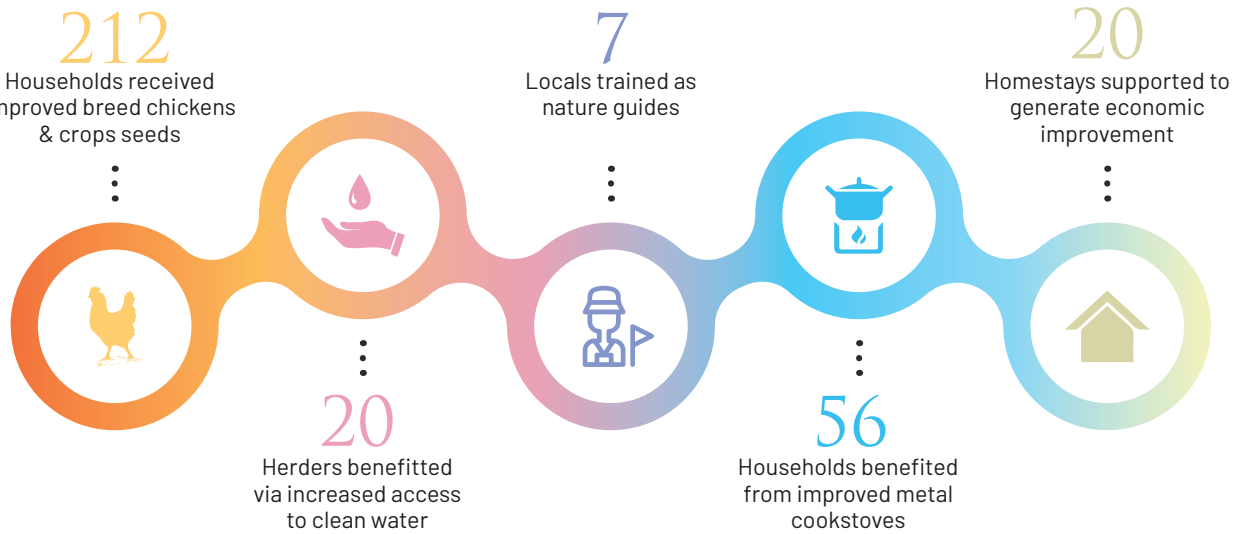 212
Households received
improved breed chickens
& crops seeds
20
Herders benefitted
via increased access
to clean water
7
Locals trained as
nature guides
56
Households benefited
from improved metal
cookstoves
20
Homestays supported to
generate economic
improvement